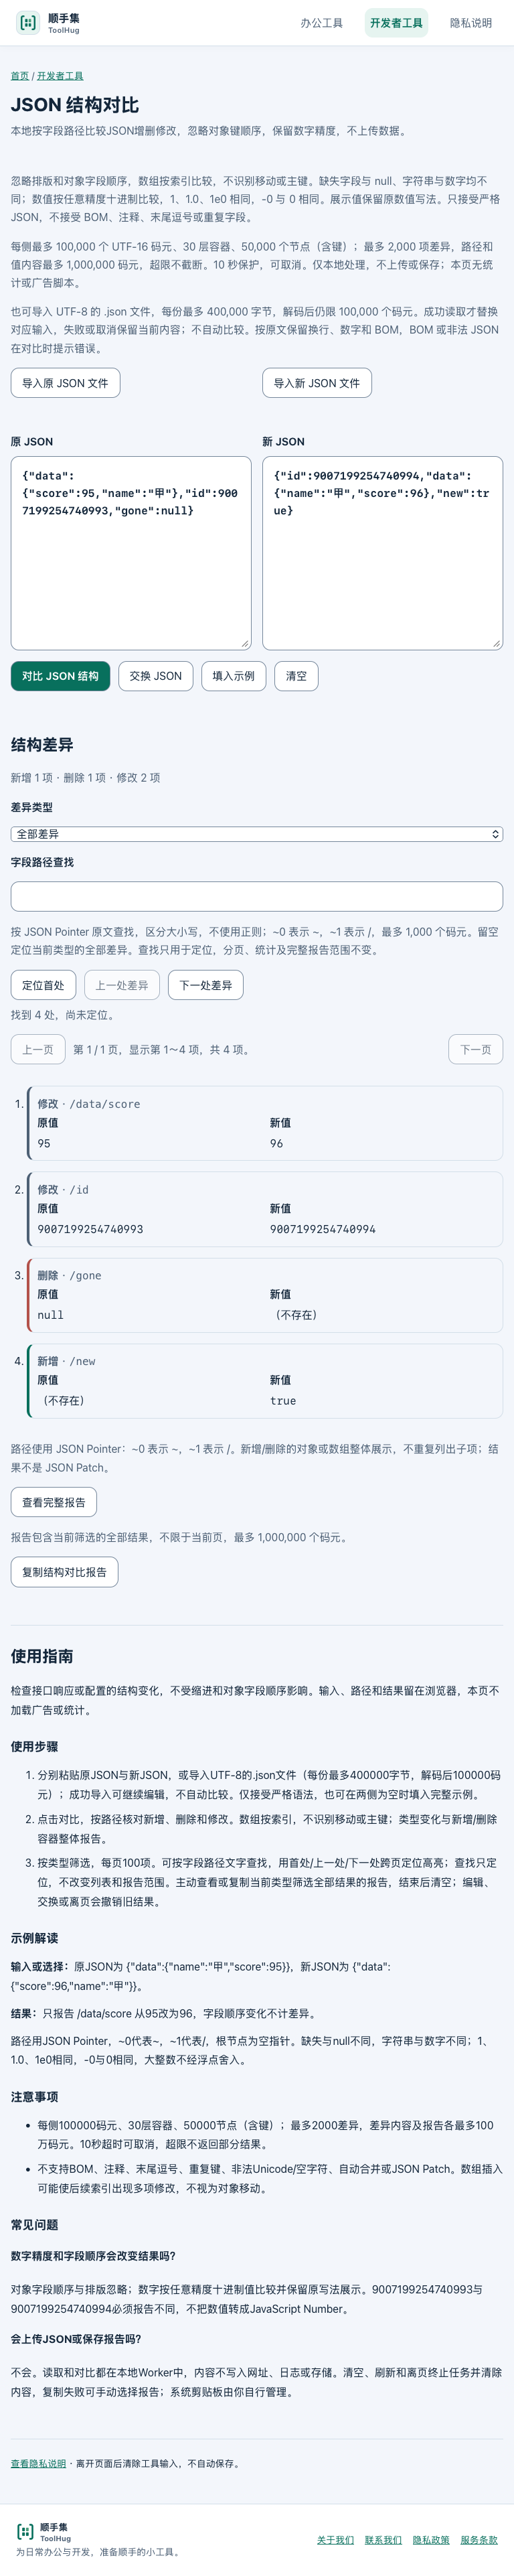 顺手集
ToolHug
办公工具
开发者工具
隐私说明
首页 / 开发者工具
JSON 结构对比
本地按字段路径比较JSON增删修改，忽略对象键顺序，保留数字精度，不上传数据。
忽略排版和对象字段顺序，数组按索引比较，不识别移动或主键。缺失字段与 null、字符串与数字均不
同；数值按任意精度十进制比较，1、1.0、1e0 相同，-0 与 0 相同。展示值保留原数值写法。只接受严格
JSON，不接受 BOM、注释、末尾逗号或重复字段。
每侧最多 100,000 个 UTF-16 码元、30 层容器、50,000 个节点（含键）；最多 2,000 项差异，路径和
值内容最多 1,000,000 码元，超限不截断。10 秒保护，可取消。仅本地处理，不上传或保存；本页无统
计或广告脚本。
也可导入 UTF-8 的 .json 文件，每份最多 400,000 字节，解码后仍限 100,000 个码元。成功读取才替换
对应输入，失败或取消保留当前内容；不自动比较。按原文保留换行、数字和 BOM，BOM 或非法 JSON
在对比时提示错误。
导入原 JSON 文件
导入新 JSON 文件
原 JSON
新 JSON
{"data":
{"score":95,"name":"甲"},"id":900
7199254740993,"gone":null}
{"id":9007199254740994,"data":
{"name":"甲","score":96},"new":tr
ue}
对比 JSON 结构
交换 JSON
填入示例
清空
结构差异
新增 1 项 · 删除 1 项 · 修改 2 项
差异类型
全部差异
字段路径查找
按 JSON Pointer 原文查找，区分大小写，不使用正则；~0 表示 ~，~1 表示 /，最多 1,000 个码元。留空
定位当前类型的全部差异。查找只用于定位，分页、统计及完整报告范围不变。
定位首处
上一处差异
下一处差异
找到 4 处，尚未定位。
上一页
第 1 / 1 页，显示第 1～4 项，共 4 项。
下一页
1. 修改 · /data/score
原值
新值
95
96
2. 修改 · /id
原值
新值
9007199254740993
9007199254740994
3. 删除 · /gone
原值
新值
null
（不存在）
4. 新增 · /new
原值
新值
（不存在）
true
路径使用 JSON Pointer：~0 表示 ~，~1 表示 /。新增/删除的对象或数组整体展示，不重复列出子项；结
果不是 JSON Patch。
查看完整报告
报告包含当前筛选的全部结果，不限于当前页，最多 1,000,000 个码元。
复制结构对比报告
使用指南
检查接口响应或配置的结构变化，不受缩进和对象字段顺序影响。输入、路径和结果留在浏览器，本页不
加载广告或统计。
使用步骤
1. 分别粘贴原JSON与新JSON，或导入UTF-8的.json文件（每份最多400000字节，解码后100000码
元）；成功导入可继续编辑，不自动比较。仅接受严格语法，也可在两侧为空时填入完整示例。
2. 点击对比，按路径核对新增、删除和修改。数组按索引，不识别移动或主键；类型变化与新增/删除
容器整体报告。
3. 按类型筛选，每页100项。可按字段路径文字查找，用首处/上一处/下一处跨页定位高亮；查找只定
位，不改变列表和报告范围。主动查看或复制当前类型筛选全部结果的报告，结束后清空；编辑、
交换或离页会撤销旧结果。
示例解读
输入或选择：原JSON为 {"data":{"name":"甲","score":95}}，新JSON为 {"data":
{"score":96,"name":"甲"}}。
结果：只报告 /data/score 从95改为96，字段顺序变化不计差异。
路径用JSON Pointer，~0代表~，~1代表/，根节点为空指针。缺失与null不同，字符串与数字不同；1、
1.0、1e0相同，-0与0相同，大整数不经浮点舍入。
注意事项
• 每侧100000码元、30层容器、50000节点（含键）；最多2000差异，差异内容及报告各最多100
万码元。10秒超时可取消，超限不返回部分结果。
• 不支持BOM、注释、末尾逗号、重复键、非法Unicode/空字符、自动合并或JSON Patch。数组插入
可能使后续索引出现多项修改，不视为对象移动。
常见问题
数字精度和字段顺序会改变结果吗？
对象字段顺序与排版忽略；数字按任意精度十进制值比较并保留原写法展示。9007199254740993与
9007199254740994必须报告不同，不把数值转成JavaScript Number。
会上传JSON或保存报告吗？
不会。读取和对比都在本地Worker中，内容不写入网址、日志或存储。清空、刷新和离页终止任务并清除
内容，复制失败可手动选择报告；系统剪贴板由你自行管理。
查看隐私说明 · 离开页面后清除工具输入，不自动保存。
顺手集
ToolHug
为日常办公与开发，准备顺手的小工具。
关于我们
联系我们
隐私政策
服务条款